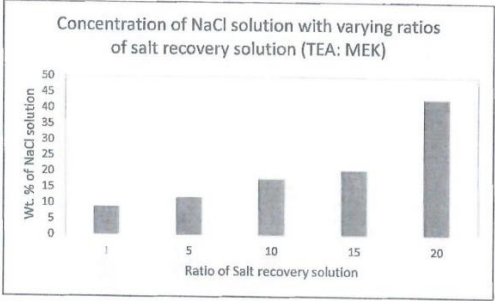 Concentration of NaCl solution with varying ratios
of salt recovery solution (TEA: MEK)
Wt. % of NaCl solution
50
45
40
35
30
25
20
15
10
5
0
1 5 10 15 20
Ratio of Salt recovery solution